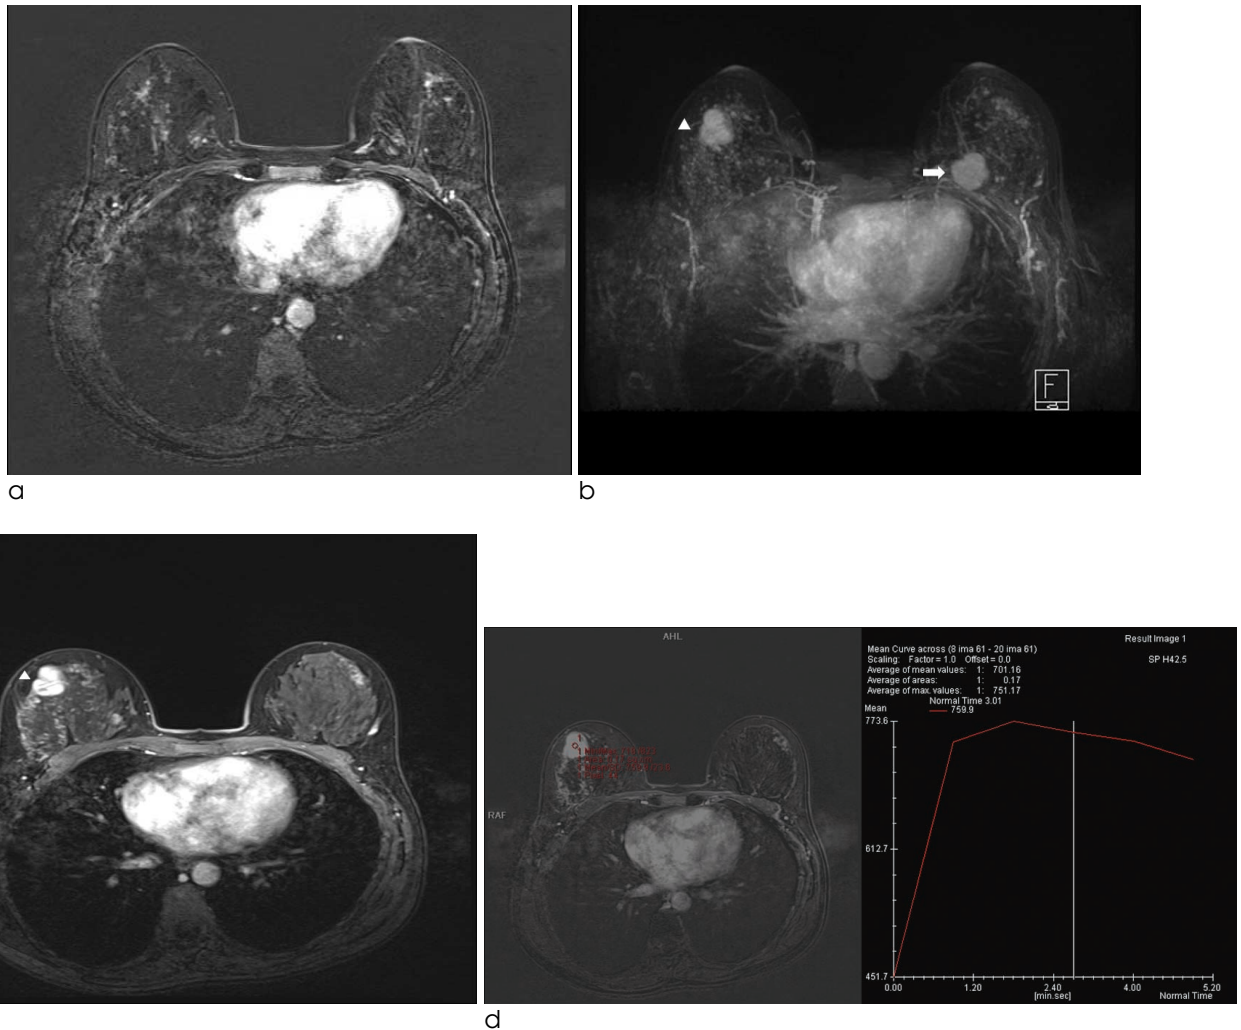 a
b
F
AHL
RAF
1
Result Image 1
SP H42.5
Mean Curve across (8 ima 61 - 20 ima 61)
Scaling: Factor = 1.0 Offset = 0.0
Average of mean values: 1: 701.16
Average of areas: 1: 0.17
Average of max. values: 1: 751.17
Normal Time 3.01
Mean
759.9
773.6
612.7
451.7
0.00 1.20 2.40 4.00 5.20
[min.sec] Normal Time
d